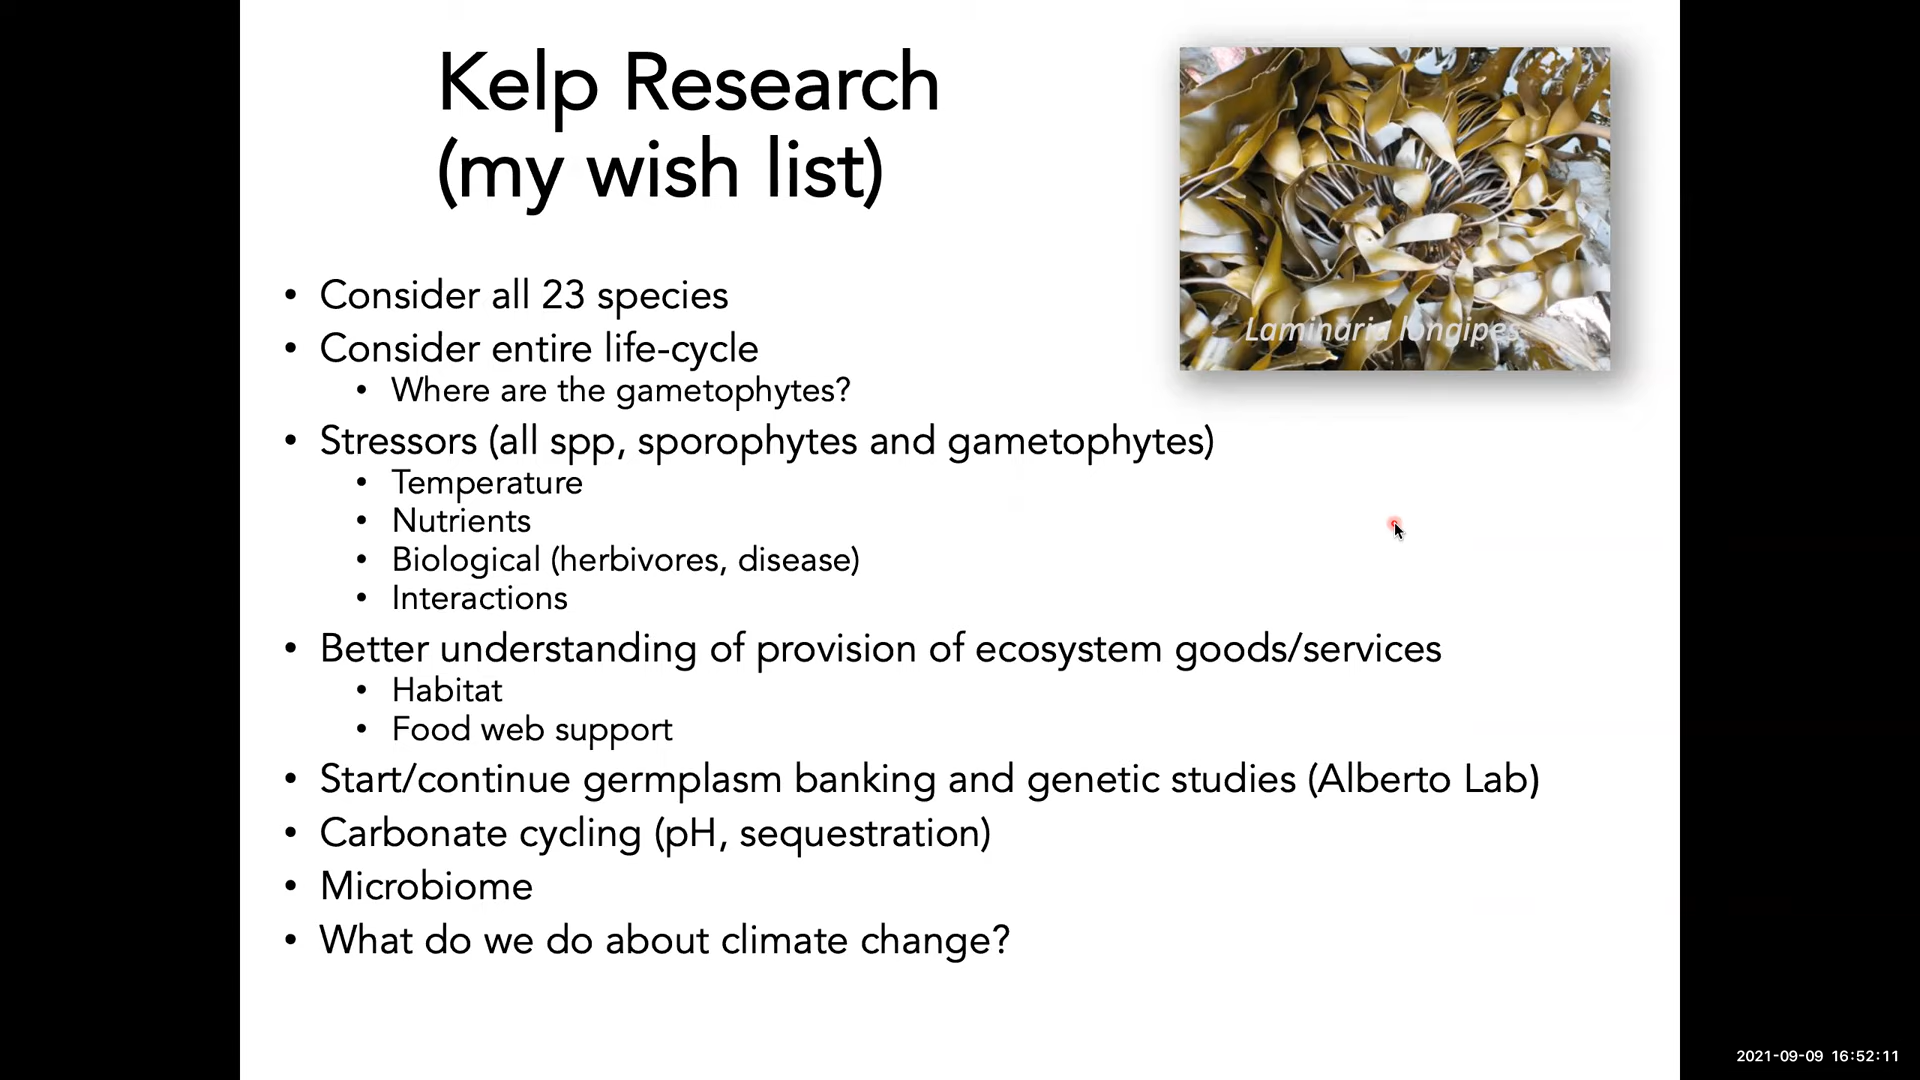 Kelp Research
(my wish list)
Laminaria longipes
• Consider all 23 species
• Consider entire life-cycle
• Where are the gametophytes?
• Stressors (all spp, sporophytes and gametophytes)
• Temperature
• Nutrients
• Biological (herbivores, disease)
• Interactions
• Better understanding of provision of ecosystem goods/services
• Habitat
• Food web support
• Start/continue germplasm banking and genetic studies (Alberto Lab)
• Carbonate cycling (pH, sequestration)
• Microbiome
• What do we do about climate change?
2021-09-09 16:52:11